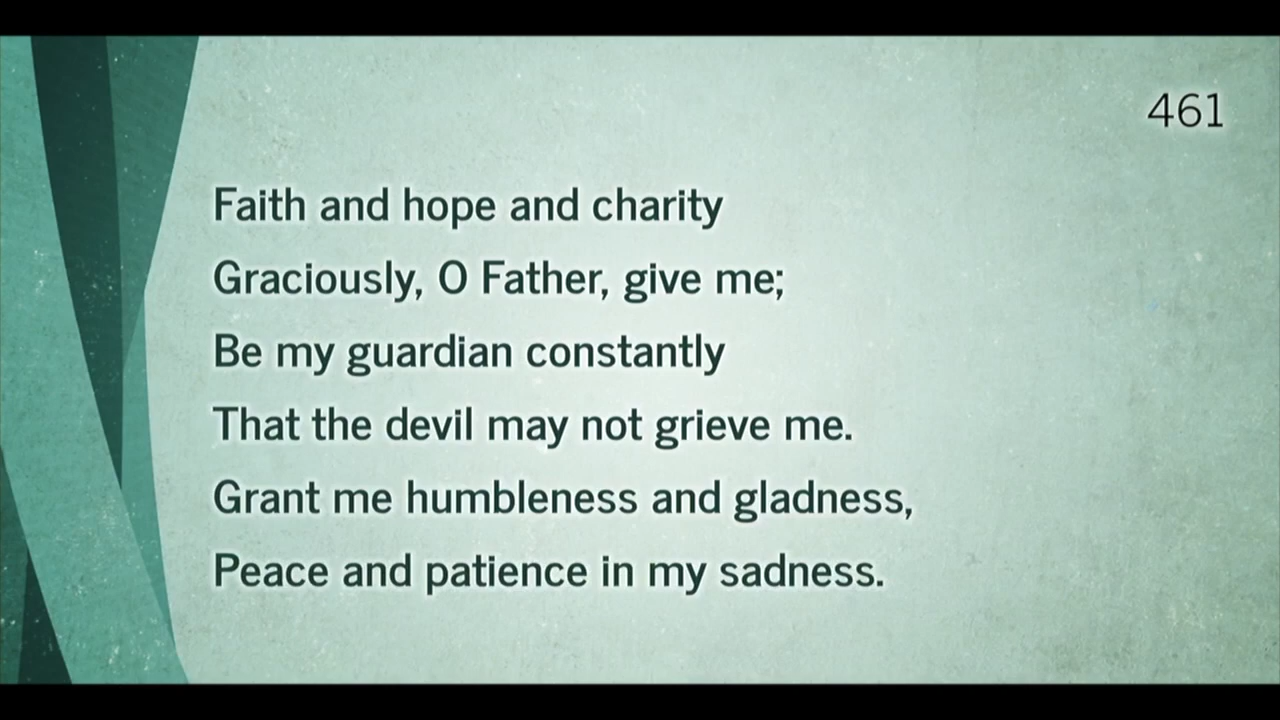 461
Faith and hope and charity
Graciously, O Father, give me;
Be my guardian constantly
That the devil may not grieve me.
Grant me humbleness and gladness,
Peace and patience in my sadness.